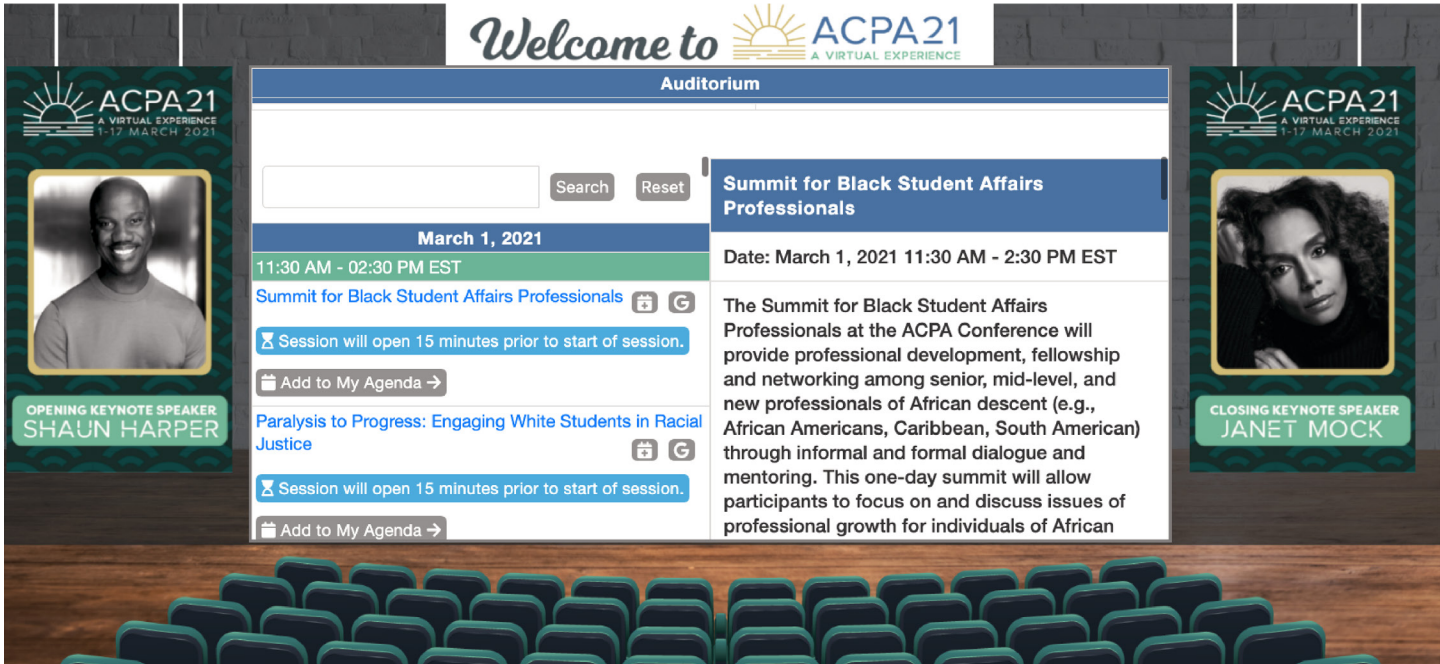 Welcome to
ACPA21
A VIRTUAL EXPERIENCE
ACPA21
A VIRTUAL EXPERIENCE
1-17 MARCH 2021
OPENING KEYNOTE SPEAKER
SHAUN HARPER
Auditorium
Search
Reset
March 1, 2021
11:30 AM - 02:30 PM EST
Summit for Black Student Affairs Professionals
G
Session will open 15 minutes prior to start of session.
Add to My Agenda →
Paralysis to Progress: Engaging White Students in Racial
Justice
G
Session will open 15 minutes prior to start of session.
Add to My Agenda →
Summit for Black Student Affairs
Professionals
Date: March 1, 2021 11:30 AM - 2:30 PM EST
The Summit for Black Student Affairs
Professionals at the ACPA Conference will
provide professional development, fellowship
and networking among senior, mid-level, and
new professionals of African descent (e.g.,
African Americans, Caribbean, South American)
through informal and formal dialogue and
mentoring. This one-day summit will allow
participants to focus on and discuss issues of
professional growth for individuals of African
ACPA21
A VIRTUAL EXPERIENCE
1-17 MARCH 2021
CLOSING KEYNOTE SPEAKER
JANET MOCK